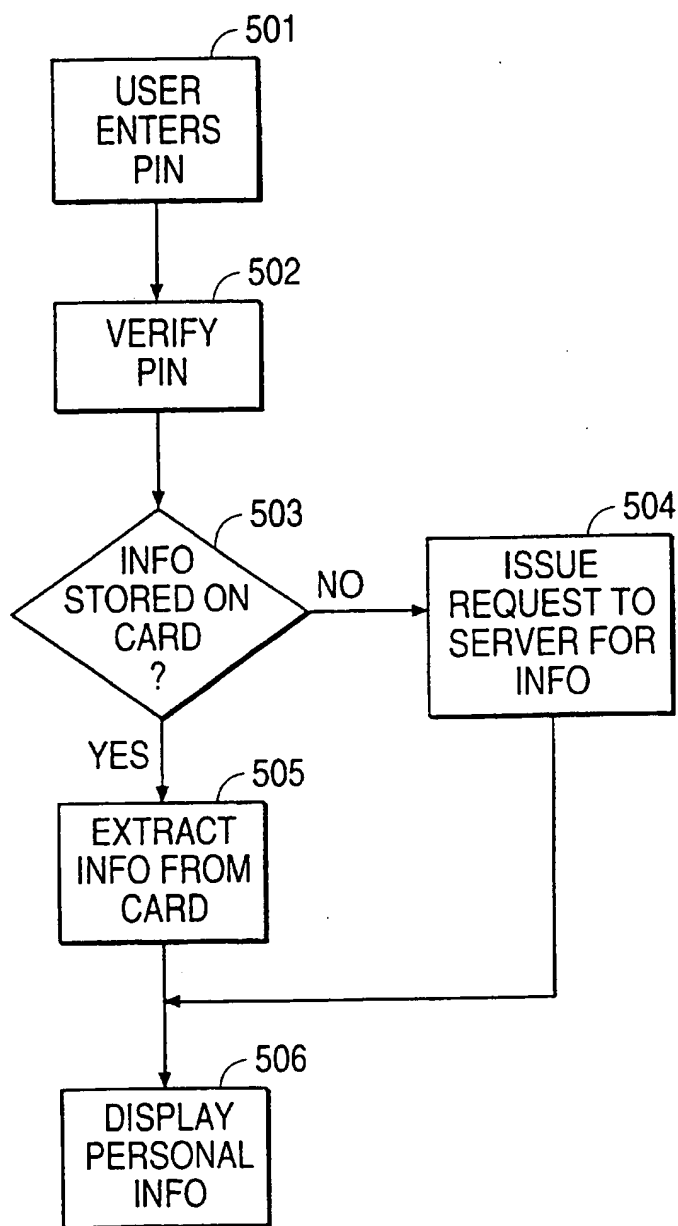 501
USER
ENTERS
PIN
502
VERIFY
PIN
503
INFO
STORED ON
CARD
?
NO
504
ISSUE
REQUEST TO
SERVER FOR
INFO
YES
505
EXTRACT
INFO FROM
CARD
506
DISPLAY
PERSONAL
INFO